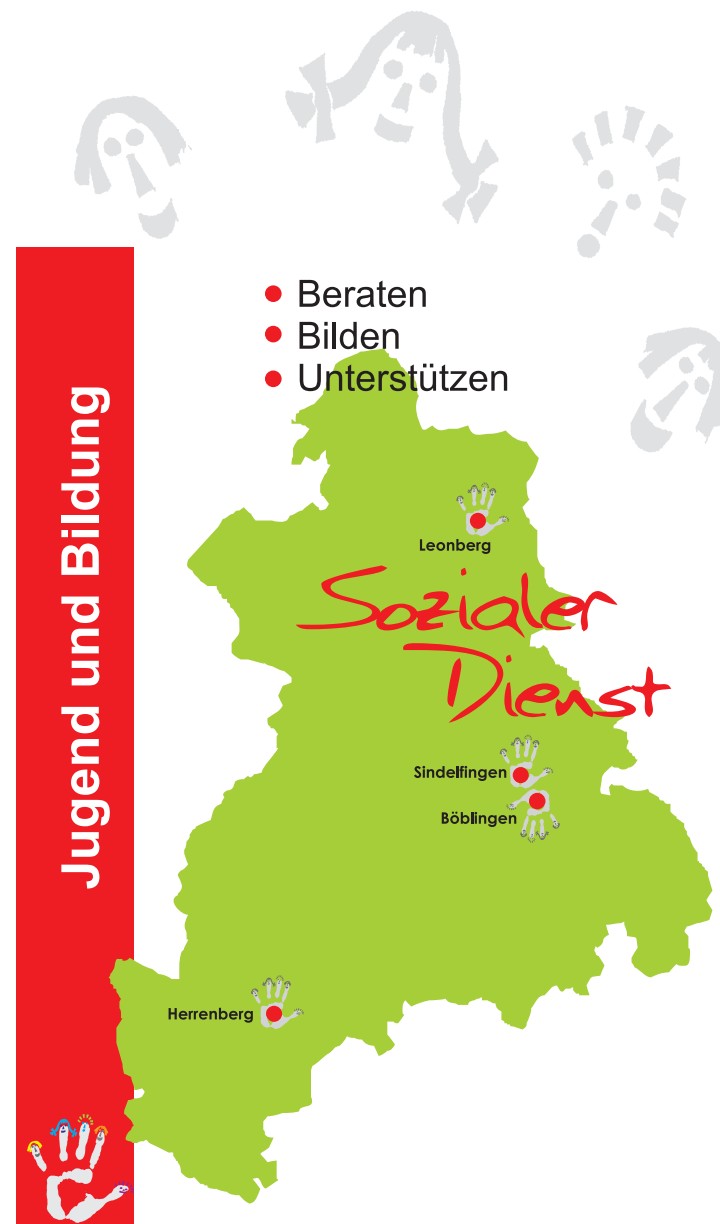 Beraten
Bilden
Unterstützen
Jugend und Bildung
Leonberg
Sozialer
Dienst
Sindelfingen
Böblingen
Herrenberg